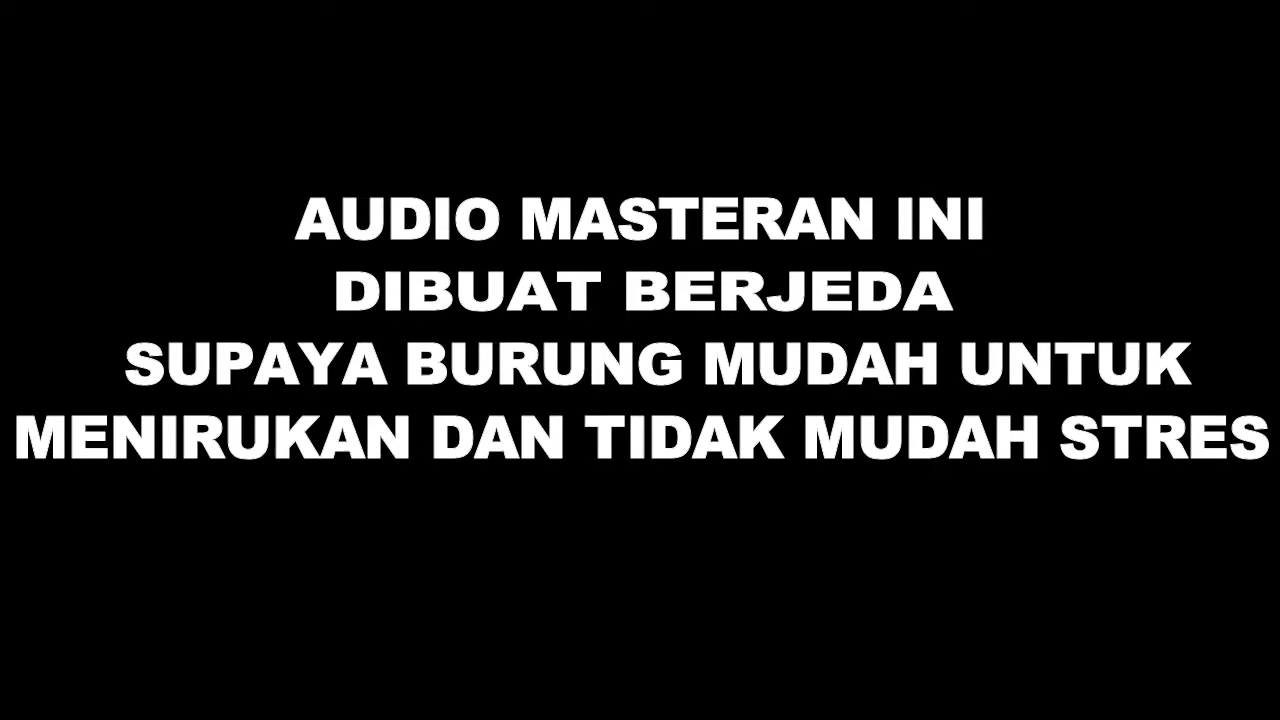 AUDIO MASTERAN INI
DIBUAT BERJEDA
SUPAYA BURUNG MUDAH UNTUK
MENIRUKAN DAN TIDAK MUDAH STRES